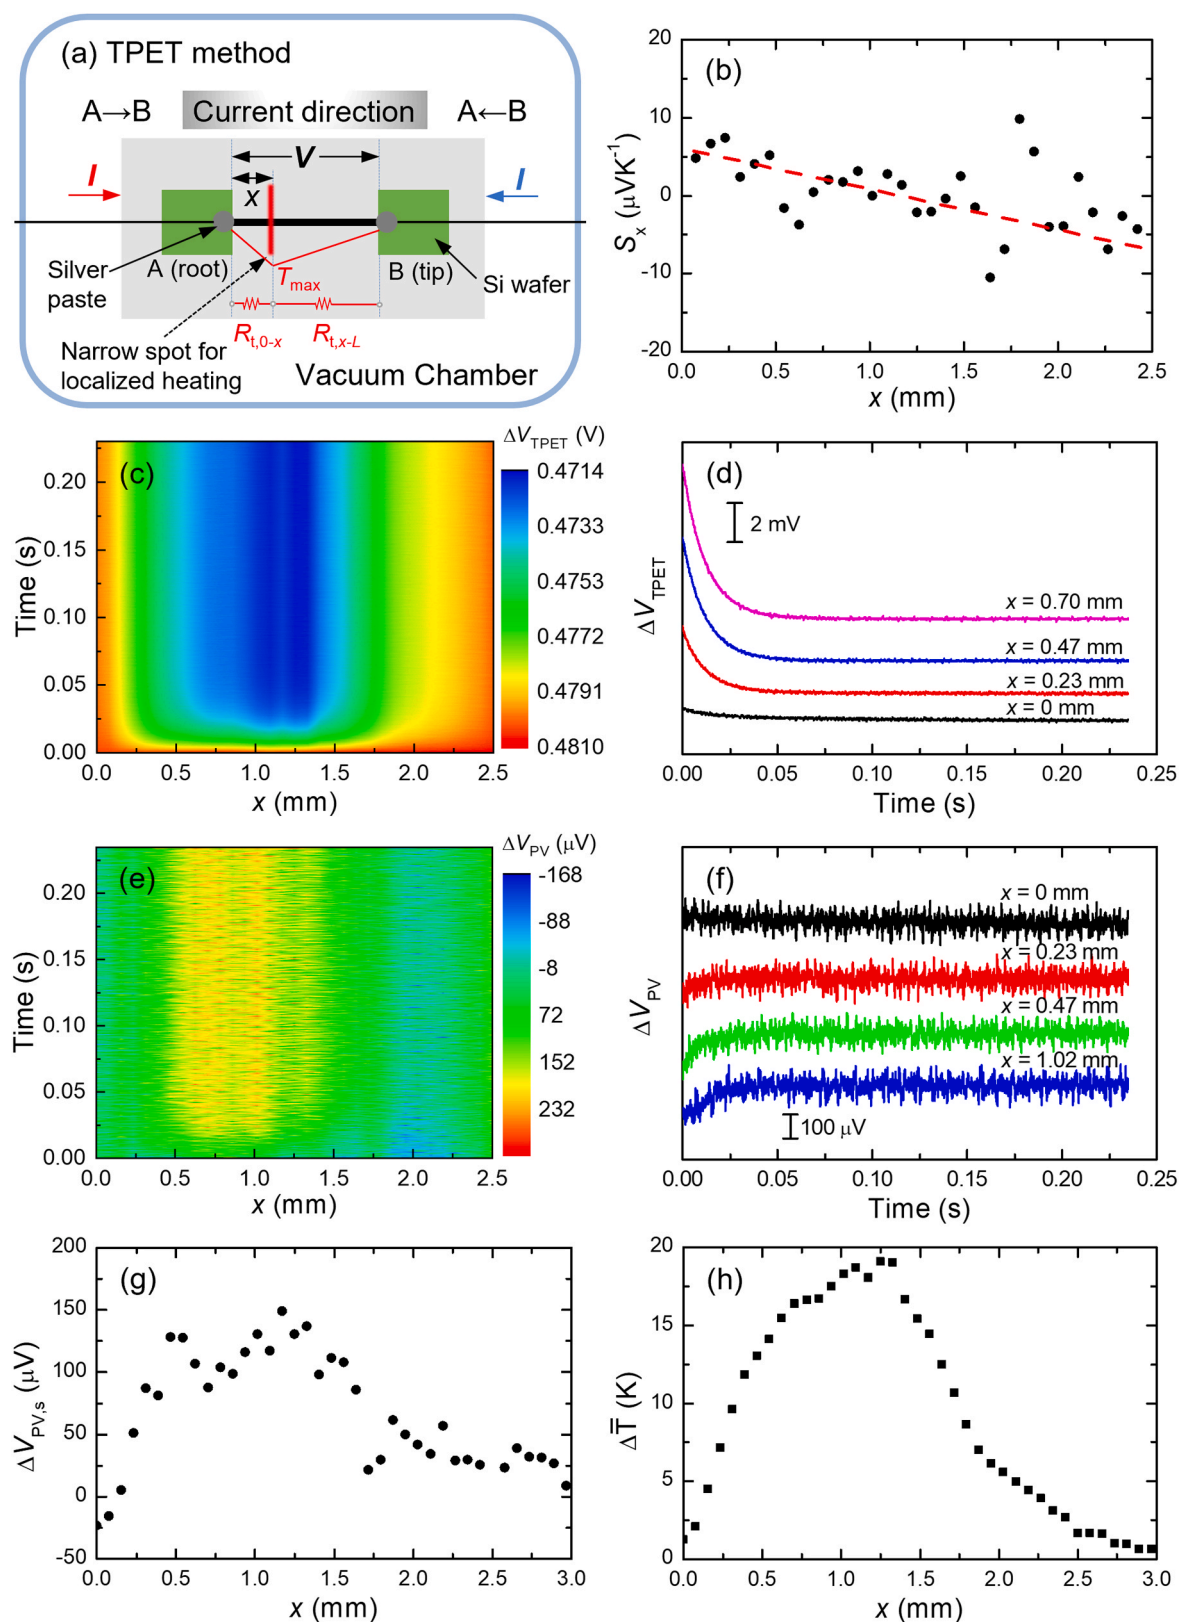 (a) TPET method
A→B Current direction A←B
V
I x I
A (root) Tmax B (tip)
Silver paste
Si wafer
Rt,0-x Rt,x-L
Narrow spot for
localized heating
Vacuum Chamber
(b)
Sx (μVK-1)
20
10
0
-10
-20
0.0 0.5 1.0 1.5 2.0 2.5
x (mm)
(c)
Time (s)
0.20
0.15
0.10
0.05
0.00
0.0 0.5 1.0 1.5 2.0 2.5
x (mm)
ΔVTPET (V)
0.4714
0.4733
0.4753
0.4772
0.4791
0.4810
(d)
2 mV
ΔVTPET
x = 0.70 mm
x = 0.47 mm
x = 0.23 mm
x = 0 mm
0.00 0.05 0.10 0.15 0.20 0.25
Time (s)
(e)
Time (s)
0.20
0.15
0.10
0.05
0.00
0.0 0.5 1.0 1.5 2.0 2.5
x (mm)
ΔVPV (μV)
-168
-88
-8
72
152
232
(f)
ΔVPV
x = 0 mm
x = 0.23 mm
x = 0.47 mm
x = 1.02 mm
100 μV
0.00 0.05 0.10 0.15 0.20 0.25
Time (s)
(g)
ΔVPV,s (μV)
200
150
100
50
0
-50
0.0 0.5 1.0 1.5 2.0 2.5 3.0
x (mm)
(h)
ΔT̿ (K)
20
15
10
5
0
0.0 0.5 1.0 1.5 2.0 2.5 3.0
x (mm)